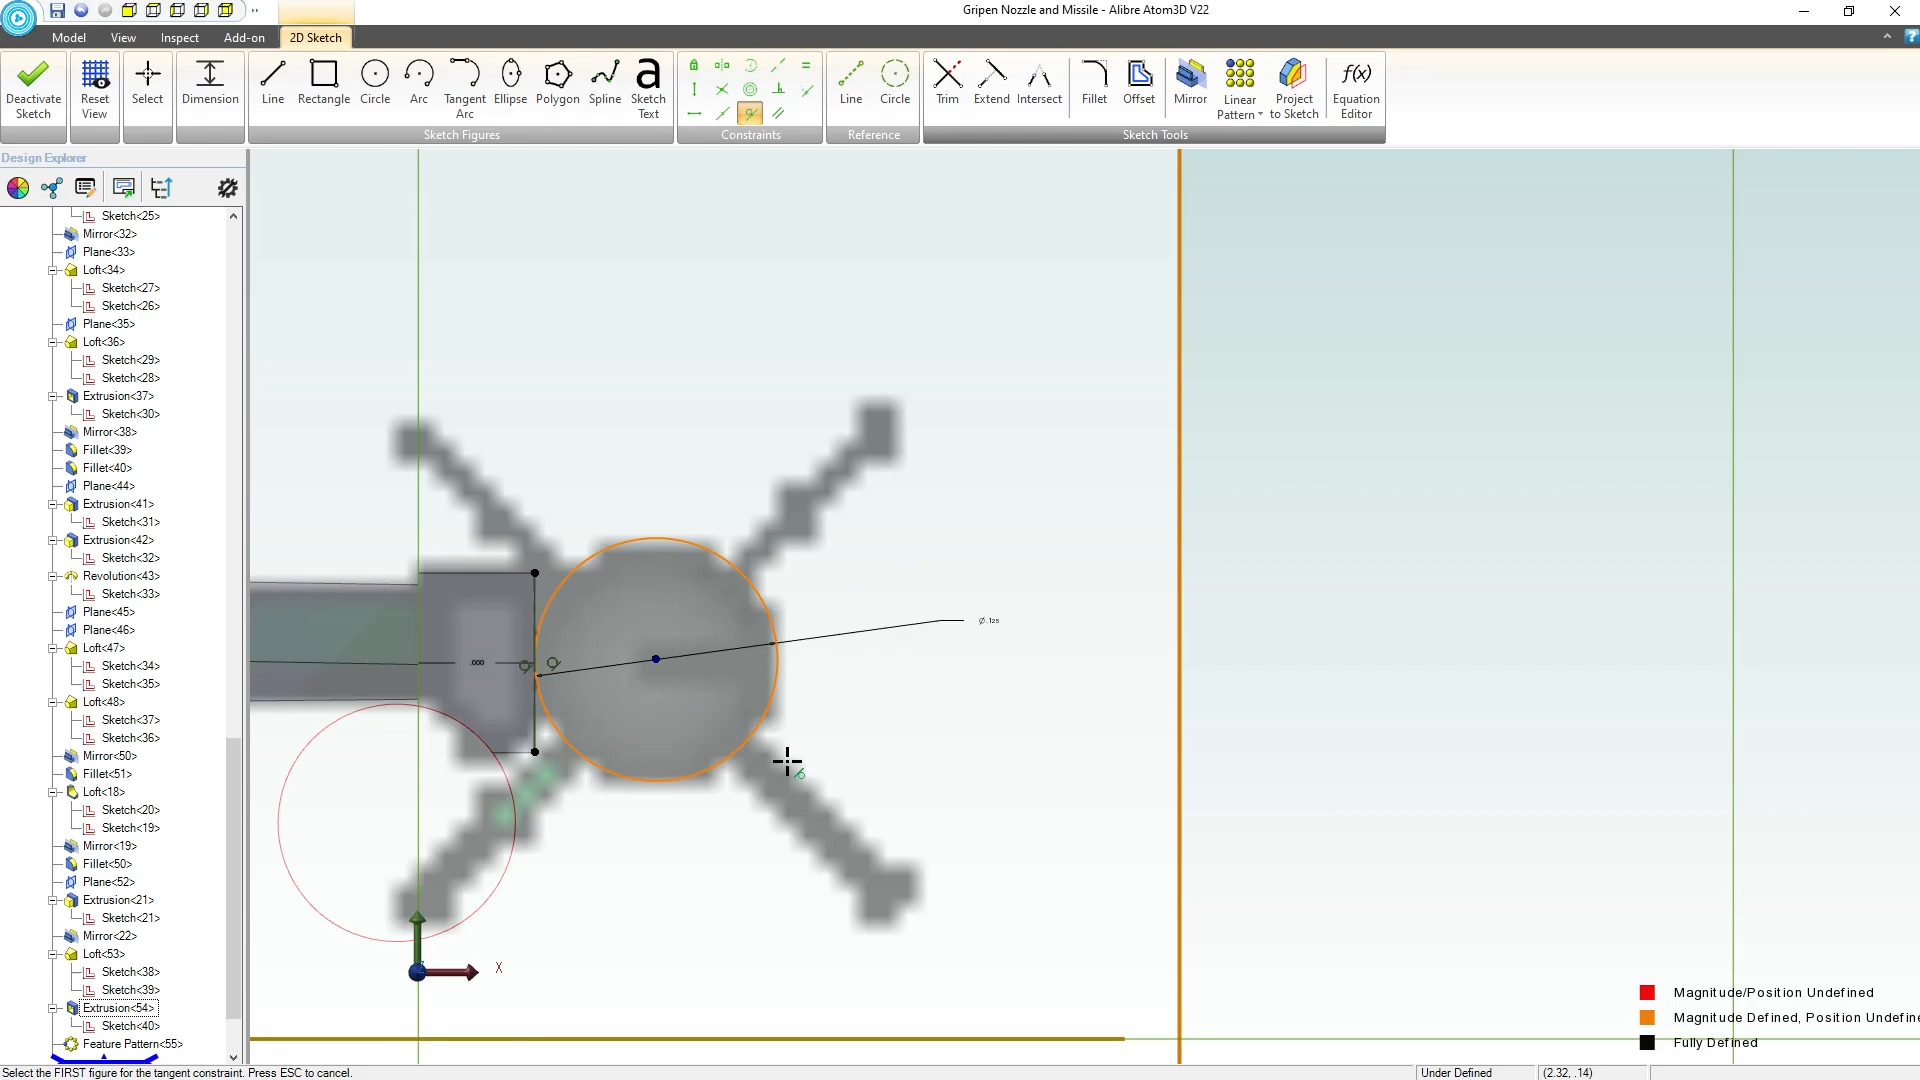 Gripen Nozzle and Missile - Alibre Atom3D V22
Model View Inspect Add-on 2D Sketch
Deactivate Sketch
Reset View
Select
Dimension
Line
Rectangle
Circle
Arc
Tangent Arc
Ellipse
Polygon
Spline
a Sketch Text
Sketch Figures
Constraints
Line
Circle
Reference
Trim
Extend
Intersect
Fillet
Offset
Mirror
Linear Pattern
Project to Sketch
f(x) Equation Editor
Sketch Tools
Design Explorer
Sketch<25>
Mirror<32>
Plane<33>
Loft<34>
Sketch<27>
Sketch<26>
Plane<35>
Loft<36>
Sketch<29>
Sketch<28>
Extrusion<37>
Sketch<30>
Mirror<38>
Fillet<39>
Fillet<40>
Plane<44>
Extrusion<41>
Sketch<31>
Extrusion<42>
Sketch<32>
Revolution<43>
Sketch<33>
Plane<45>
Plane<46>
Loft<47>
Sketch<34>
Sketch<35>
Loft<48>
Sketch<37>
Sketch<36>
Mirror<50>
Fillet<51>
Loft<18>
Sketch<20>
Sketch<19>
Mirror<19>
Fillet<50>
Plane<52>
Extrusion<21>
Sketch<21>
Mirror<22>
Loft<53>
Sketch<38>
Sketch<39>
Extrusion<54>
Sketch<40>
Feature Pattern<55>
Ø.125
.000
X
Magnitude/Position Undefined
Magnitude Defined, Position Undefine
Fully Defined
Select the FIRST figure for the tangent constraint. Press ESC to cancel.
Under Defined
(2.32, .14)